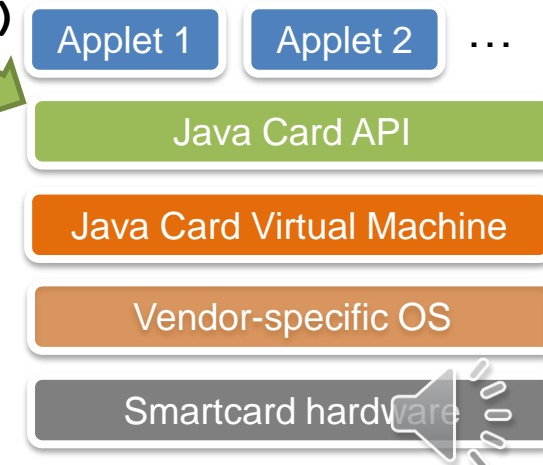 )
Applet 1 Applet 2 ...
Java Card API
Java Card Virtual Machine
Vendor-specific OS
Smartcard hardware